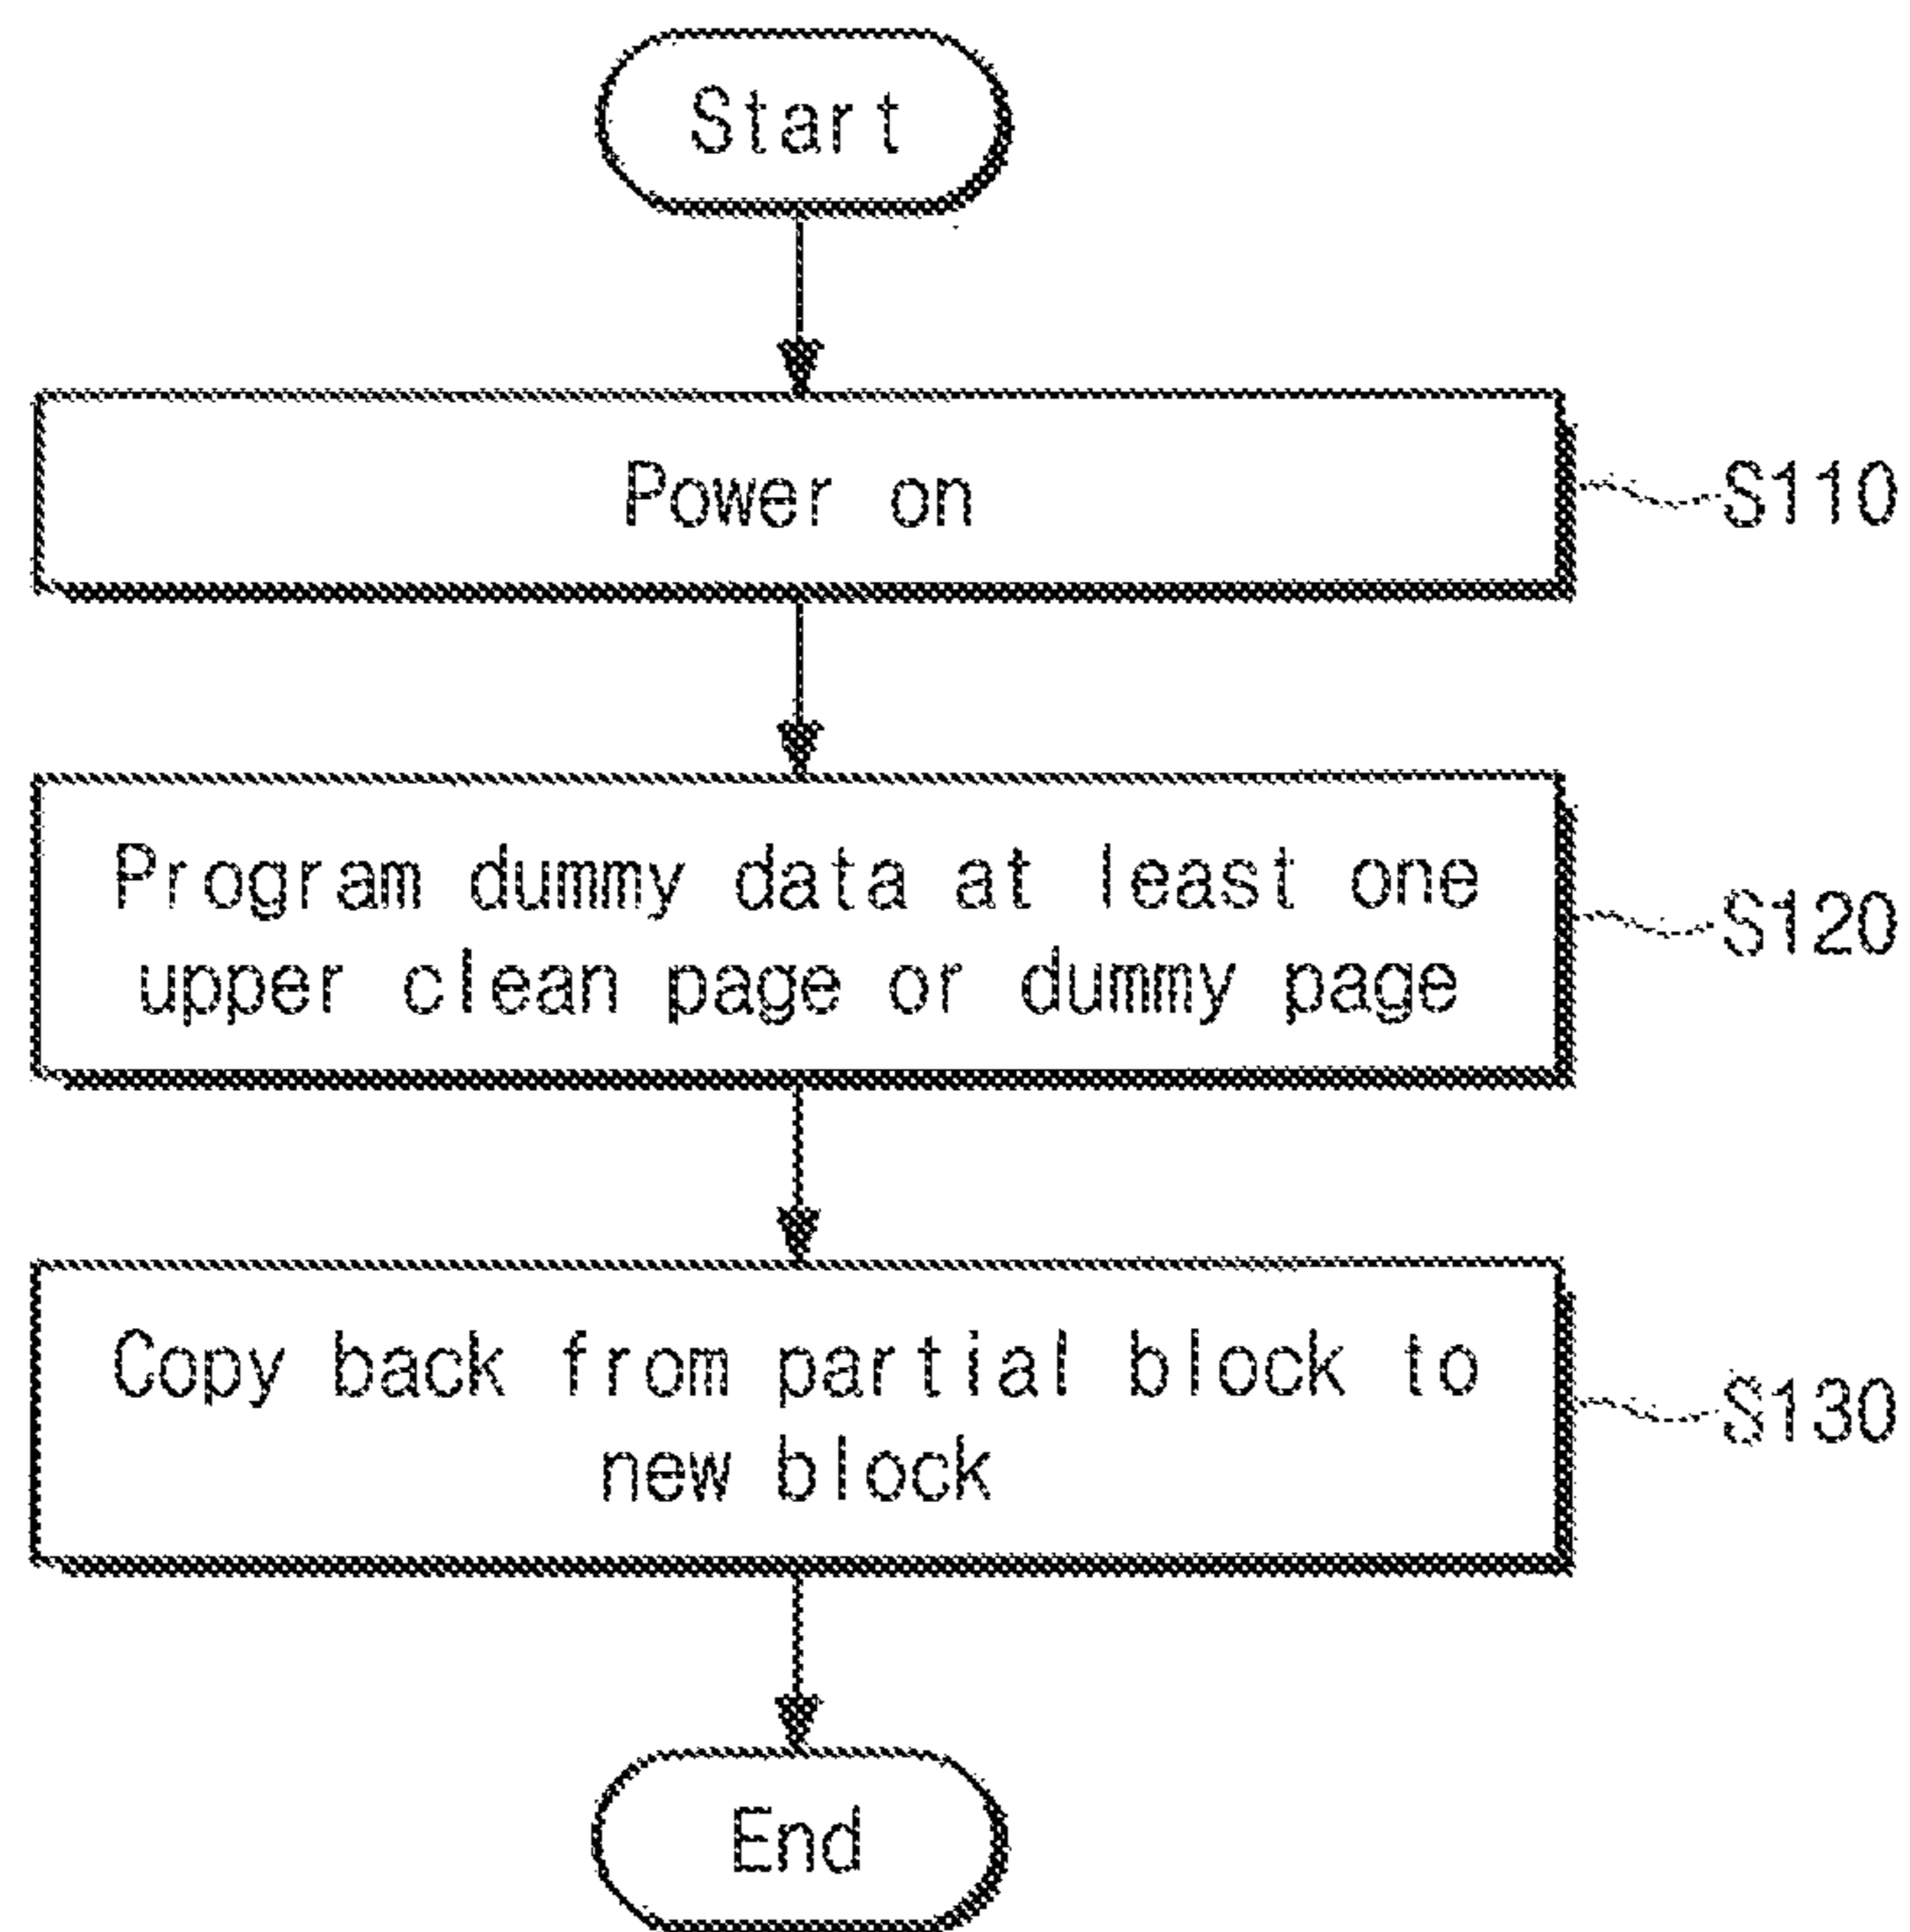 Start
Power on
S110
Program dummy data at least one
upper clean page or dummy page
S120
Copy back from partial block to
new block
S130
End